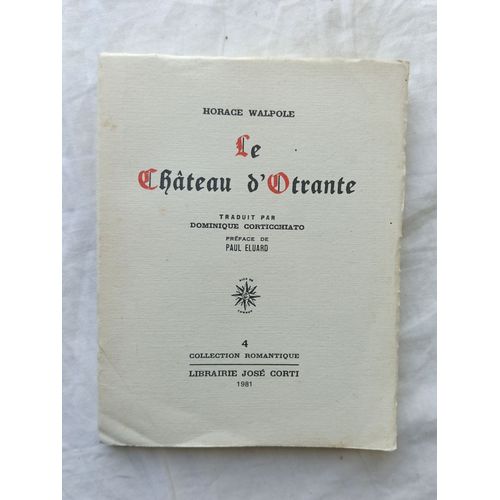 HORACE WALPOLE
Le
Château d'Otrante
TRADUIT PAR
DOMINIQUE CORTICCHIATO
PRÉFACE DE
PAUL ELUARD
4
COLLECTION ROMANTIQUE
LIBRAIRIE JOSÉ CORTI
1981